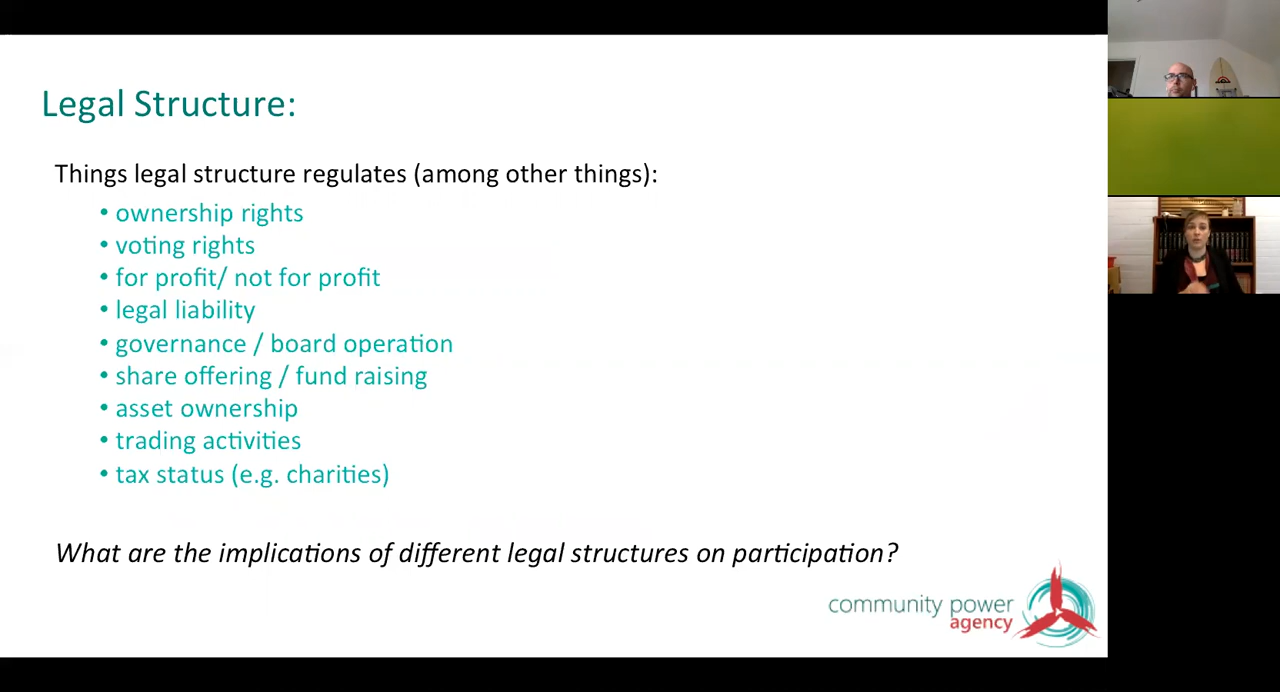 Legal Structure:
Things legal structure regulates (among other things):
• ownership rights
• voting rights
• for profit/ not for profit
• legal liability
• governance / board operation
• share offering / fund raising
• asset ownership
• trading activities
• tax status (e.g. charities)
What are the implications of different legal structures on participation?
community power
agency